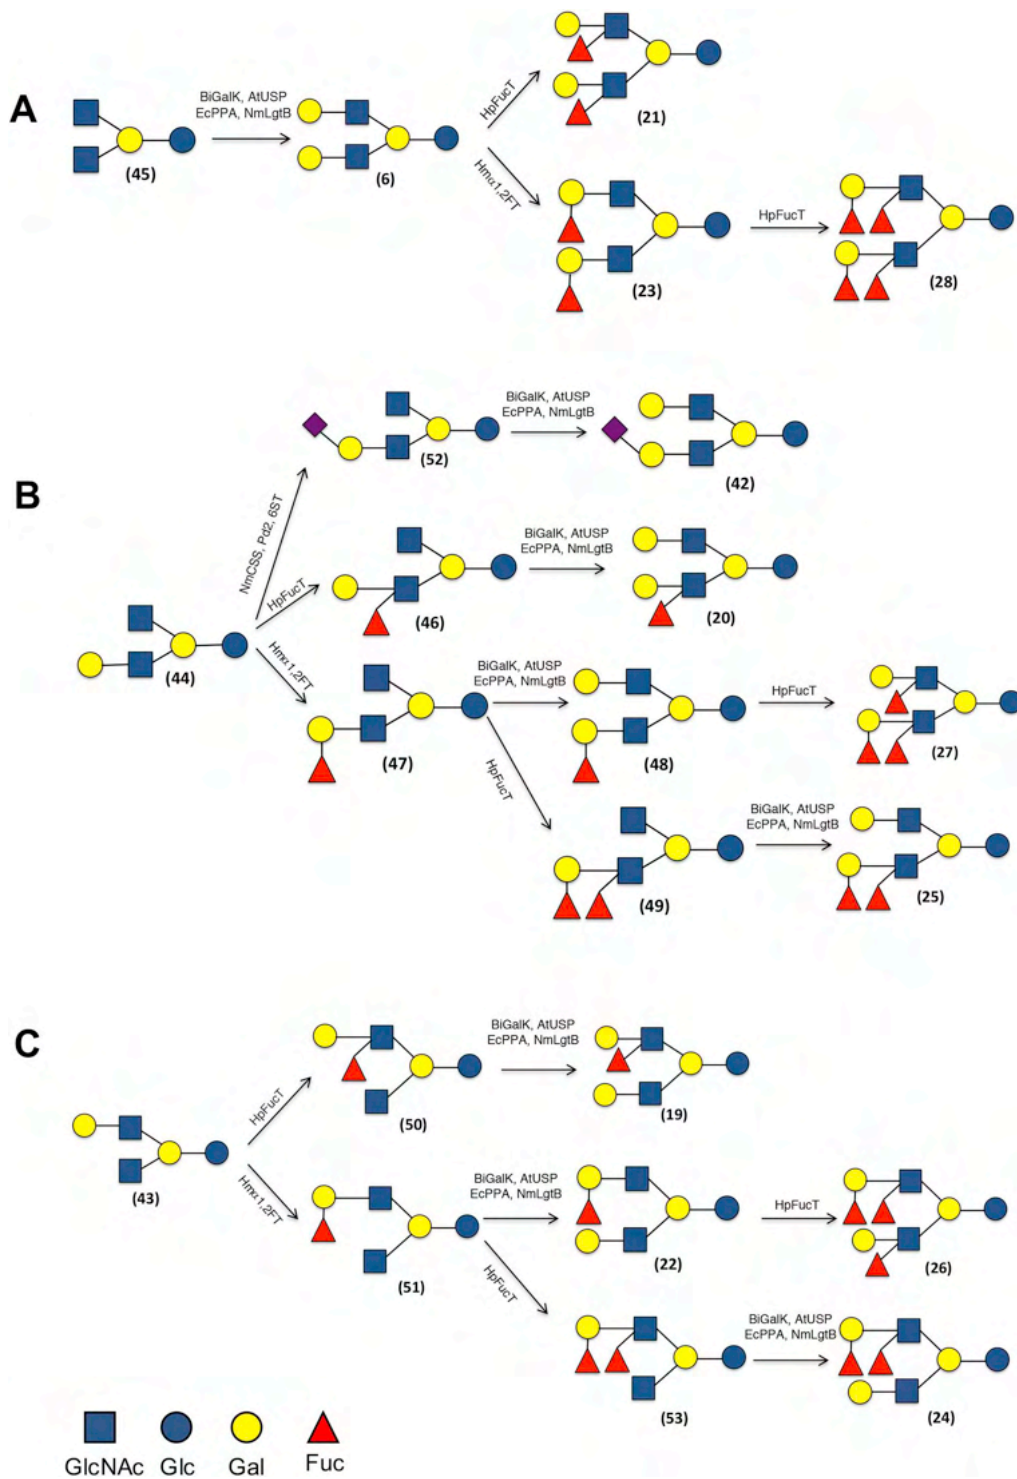 A
BiGalK, AtUSP
EcPPA, NmLgtB
(45)
(6)
HpFucT
(21)
Hmα1,2FT
(23)
HpFucT
(28)
B
NmCSS, Pd2, 6ST
(52)
BiGalK, AtUSP
EcPPA, NmLgtB
(42)
(44)
HpFucT
(46)
BiGalK, AtUSP
EcPPA, NmLgtB
(20)
Hmα1,2FT
(47)
BiGalK, AtUSP
EcPPA, NmLgtB
(48)
HpFucT
(27)
HpFucT
(49)
BiGalK, AtUSP
EcPPA, NmLgtB
(25)
C
(43)
HpFucT
(50)
BiGalK, AtUSP
EcPPA, NmLgtB
(19)
Hmα1,2FT
(51)
BiGalK, AtUSP
EcPPA, NmLgtB
(22)
HpFucT
(26)
HpFucT
(53)
BiGalK, AtUSP
EcPPA, NmLgtB
(24)
GlcNAc Glc Gal Fuc